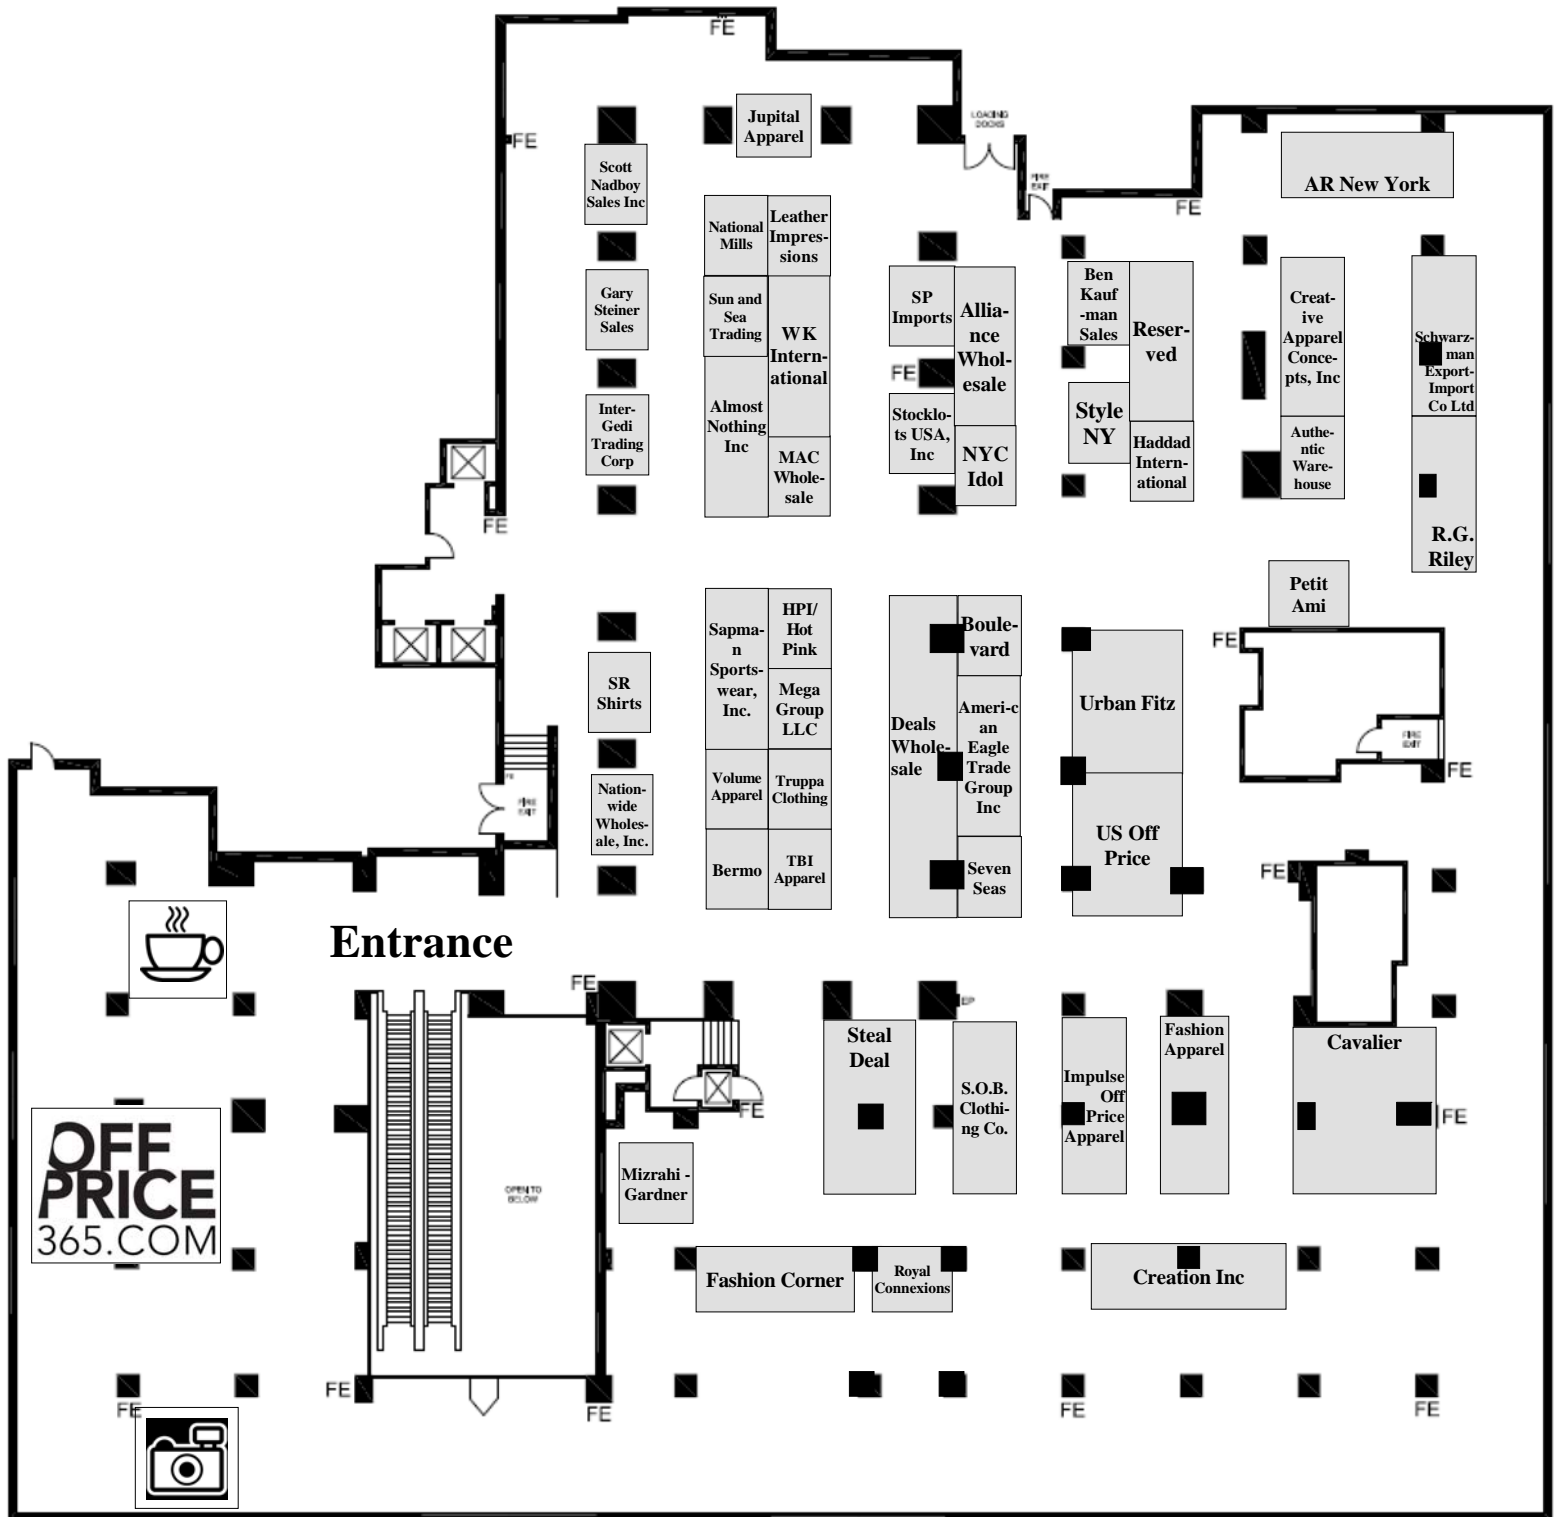 FE
Jupital
Apparel
LOADING
DOCKS
FE
Scott
Nadboy
Sales Inc
AR New York
FIRE
EXIT
FE
National
Mills
Leather
Impres-
sions
Gary
Steiner
Sales
Sun and
Sea
Trading
WK
Intern-
ational
SP
Imports
Allia-
nce
Whol-
esale
Ben
Kauf
-man
Sales
Reser-
ved
Creat-
ive
Apparel
Conce-
pts, Inc
Schwarz-
man
Export-
Import
Co Ltd
FE
Inter-
Gedi
Trading
Corp
Almost
Nothing
Inc
MAC
Whole-
sale
Stocklo-
ts USA,
Inc
NYC
Idol
Style
NY
Haddad
Intern-
ational
Authe-
ntic
Ware-
house
R.G.
Riley
FE
Petit
Ami
SR
Shirts
Sapma-
n
Sports-
wear,
Inc.
HPI/
Hot
Pink
Mega
Group
LLC
Deals
Whole-
sale
Boule-
vard
Ameri-c
an
Eagle
Trade
Group
Inc
Urban Fitz
FE
FIRE
EXIT
FE
FE
FIRE
EXIT
Nation-
wide
Wholes-
ale, Inc.
Volume
Apparel
Truppa
Clothing
US Off
Price
Bermo
TBI
Apparel
Seven
Seas
FE
Entrance
FE
EP
Steal
Deal
S.O.B.
Clothi-
ng Co.
Impulse
Off
Price
Apparel
Fashion
Apparel
Cavalier
FE
FE
OFF
PRICE
365.COM
OPEN TO
BELOW
Mizrahi -
Gardner
Fashion Corner
Royal
Connexions
Creation Inc
FE
FE
FE
FE
FE